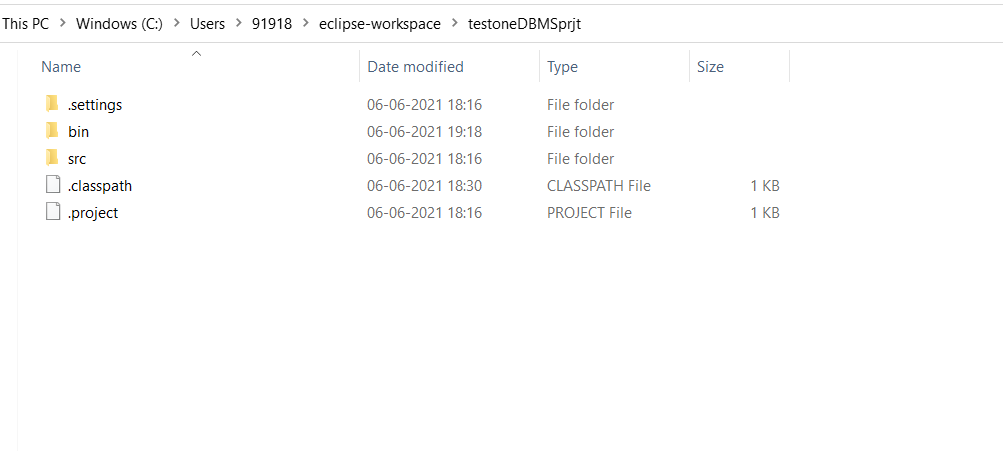 This PC > Windows (C:) > Users > 91918 > eclipse-workspace > testoneDBMSprjt
Name Date modified Type Size
.settings 06-06-2021 18:16 File folder
bin 06-06-2021 19:18 File folder
src 06-06-2021 18:16 File folder
.classpath 06-06-2021 18:30 CLASSPATH File 1 KB
.project 06-06-2021 18:16 PROJECT File 1 KB